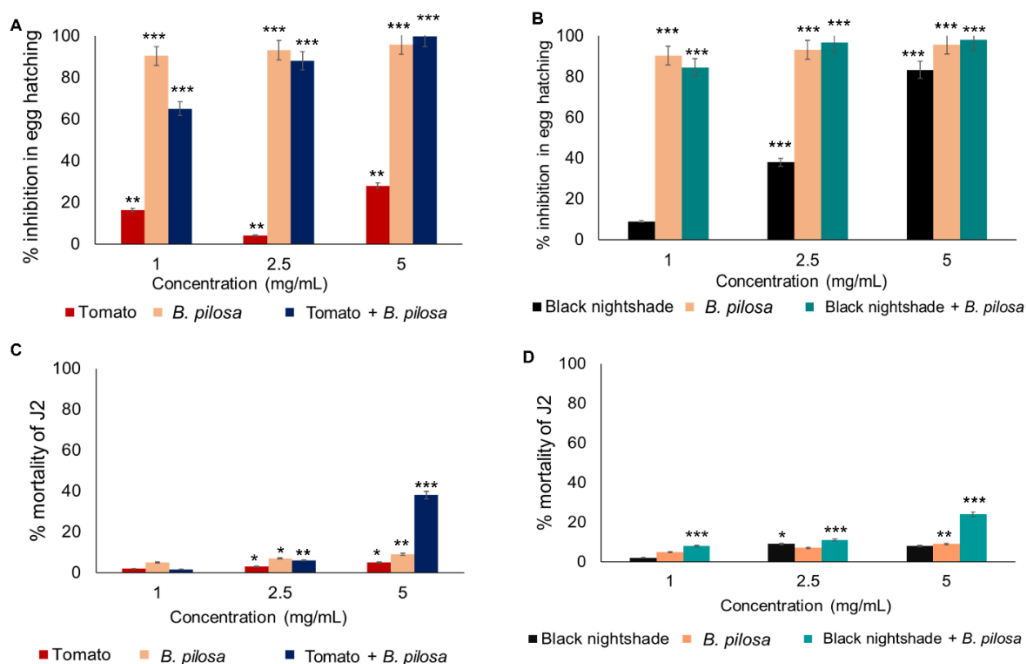 A
% inhibition in egg hatching
100
80
60
40
20
0
*** *** ***
*** *** ***
** ** **
1 2.5 5
Concentration (mg/mL)
Tomato B. pilosa Tomato + B. pilosa
B
% inhibition in egg hatching
100
80
60
40
20
0
*** *** *** ***
*** *** ***
***
1 2.5 5
Concentration (mg/mL)
Black nightshade B. pilosa Black nightshade + B. pilosa
C
% mortality of J2
100
80
60
40
20
0
* * ** * ** ***
1 2.5 5
Concentration (mg/mL)
Tomato B. pilosa Tomato + B. pilosa
D
% mortality of J2
100
80
60
40
20
0
*** * *** ** ***
1 2.5 5
Concentration (mg/mL)
Black nightshade B. pilosa Black nightshade + B. pilosa